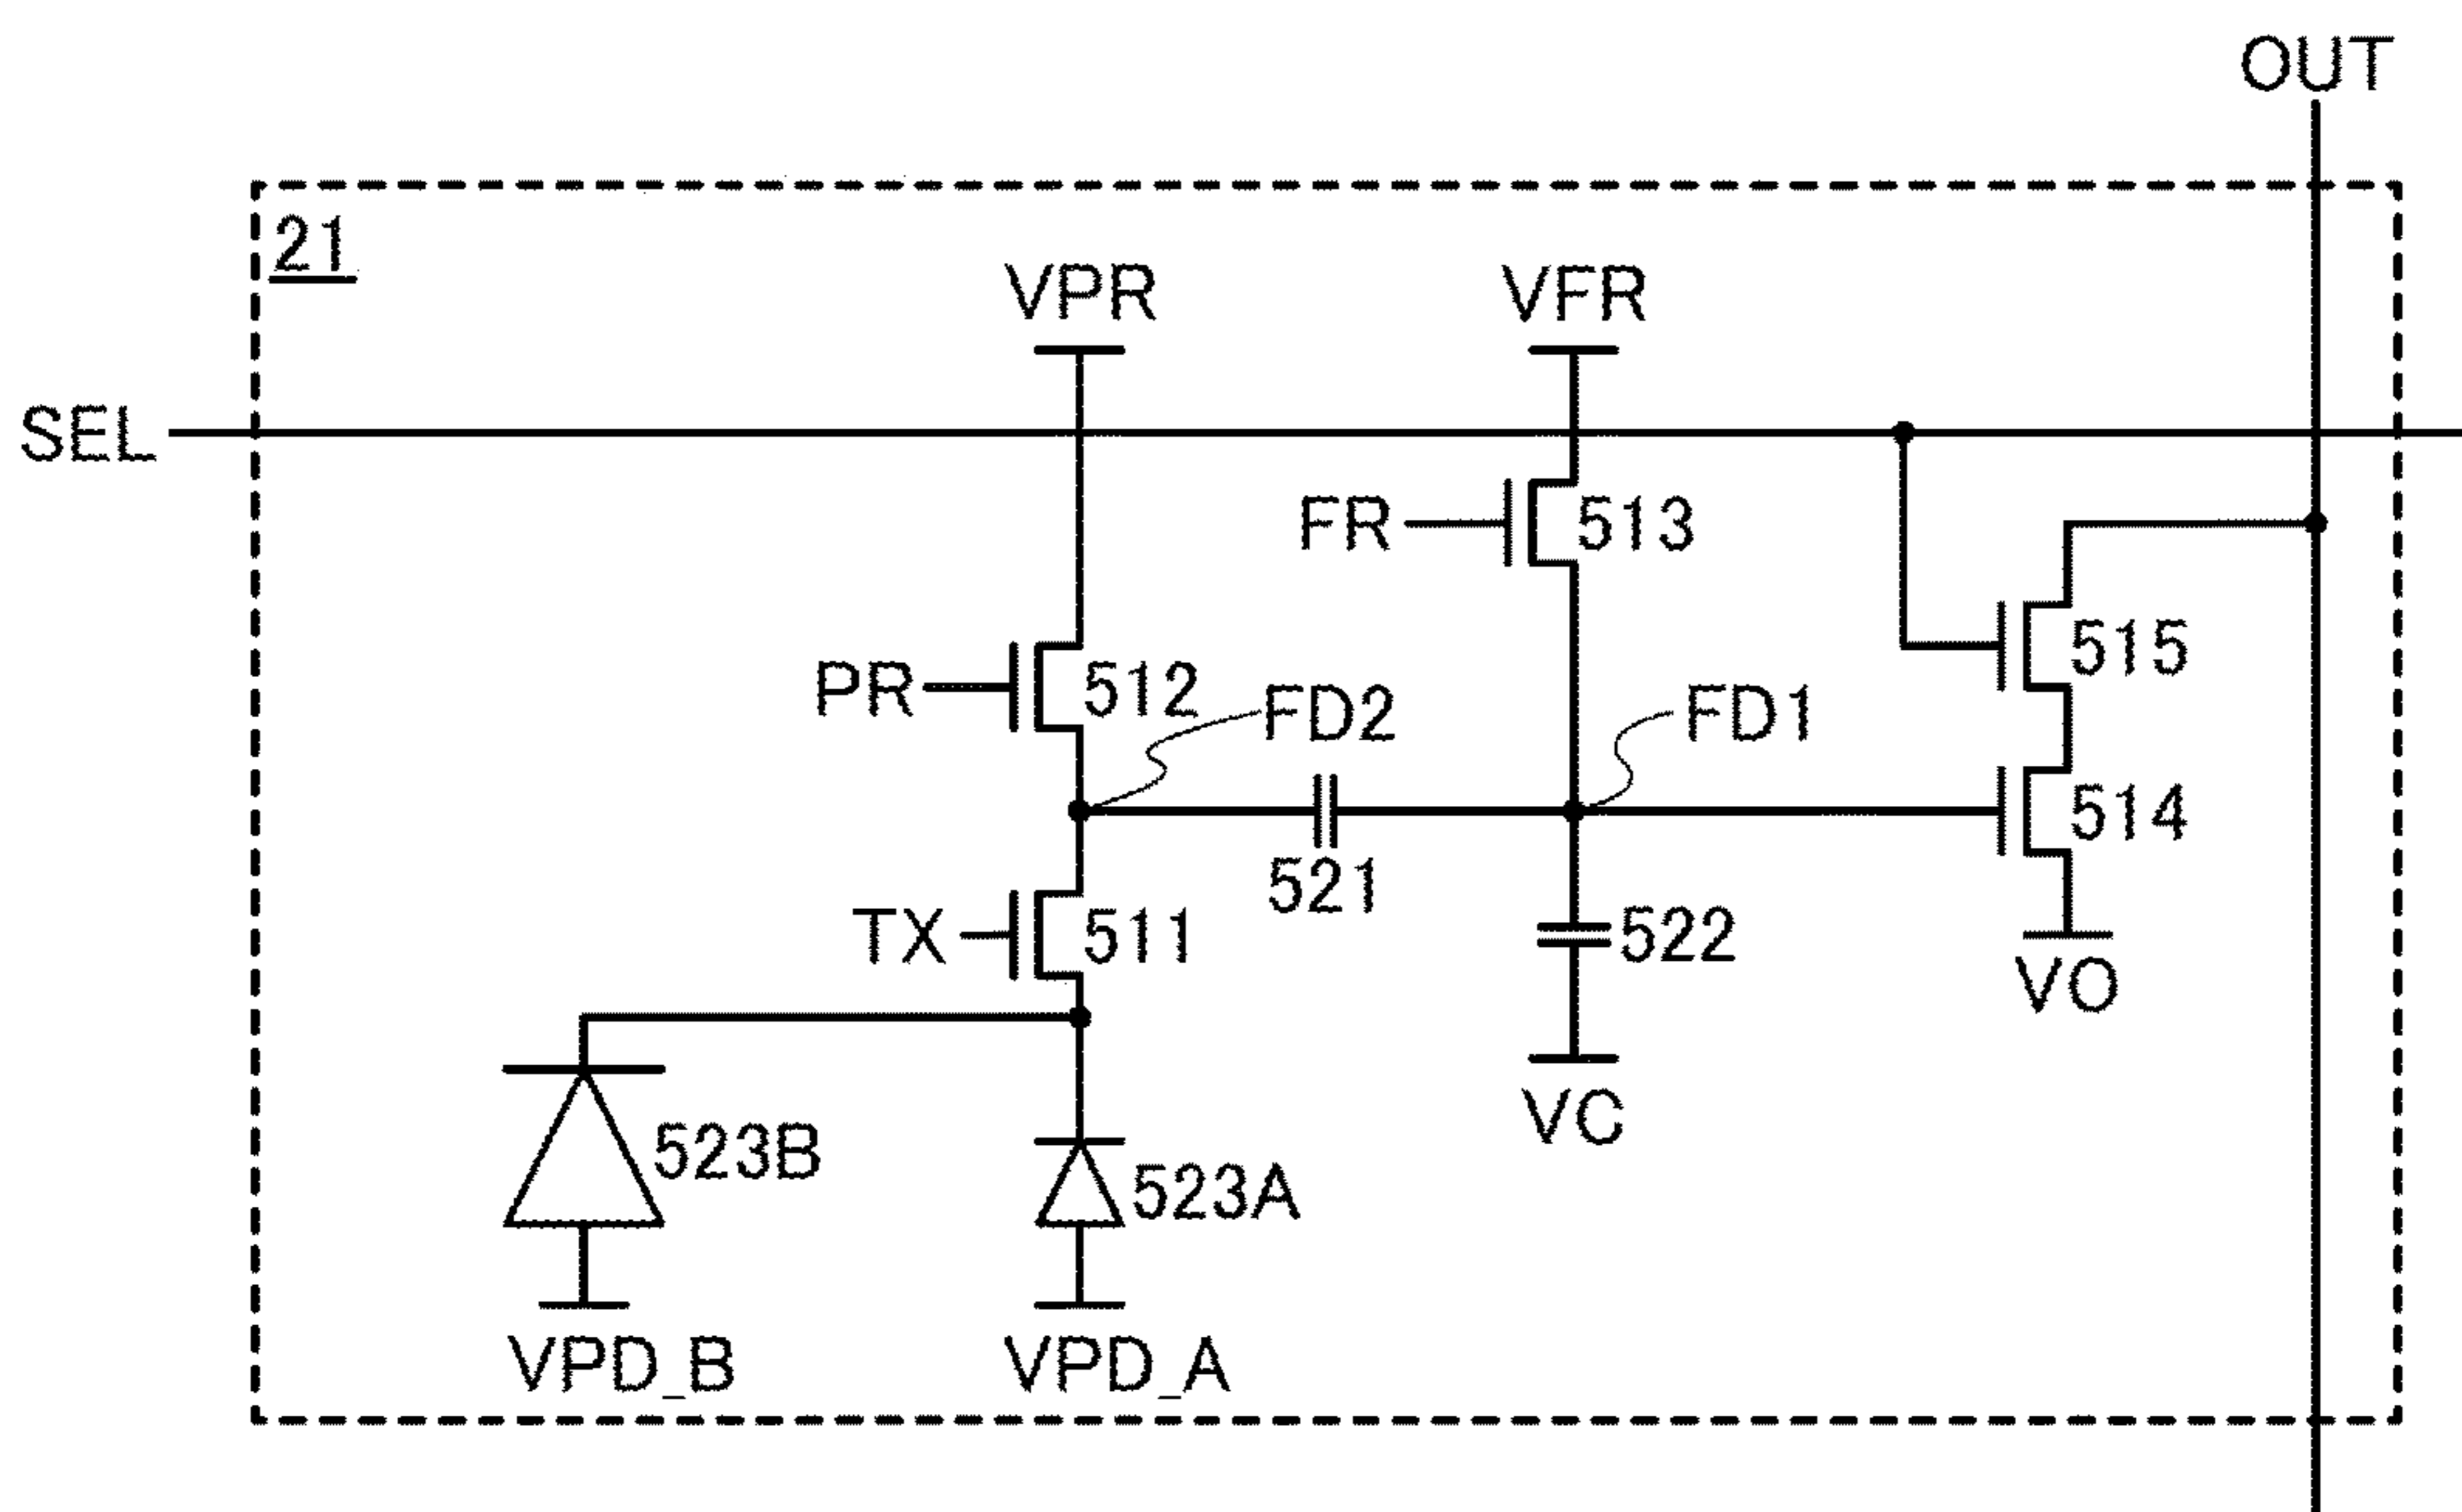 OUT
21
VPR
VFR
SEL
FR
513
515
PR
512
FD2
FD1
514
521
TX
511
522
VO
VC
523B
523A
VPD_B
VPD_A